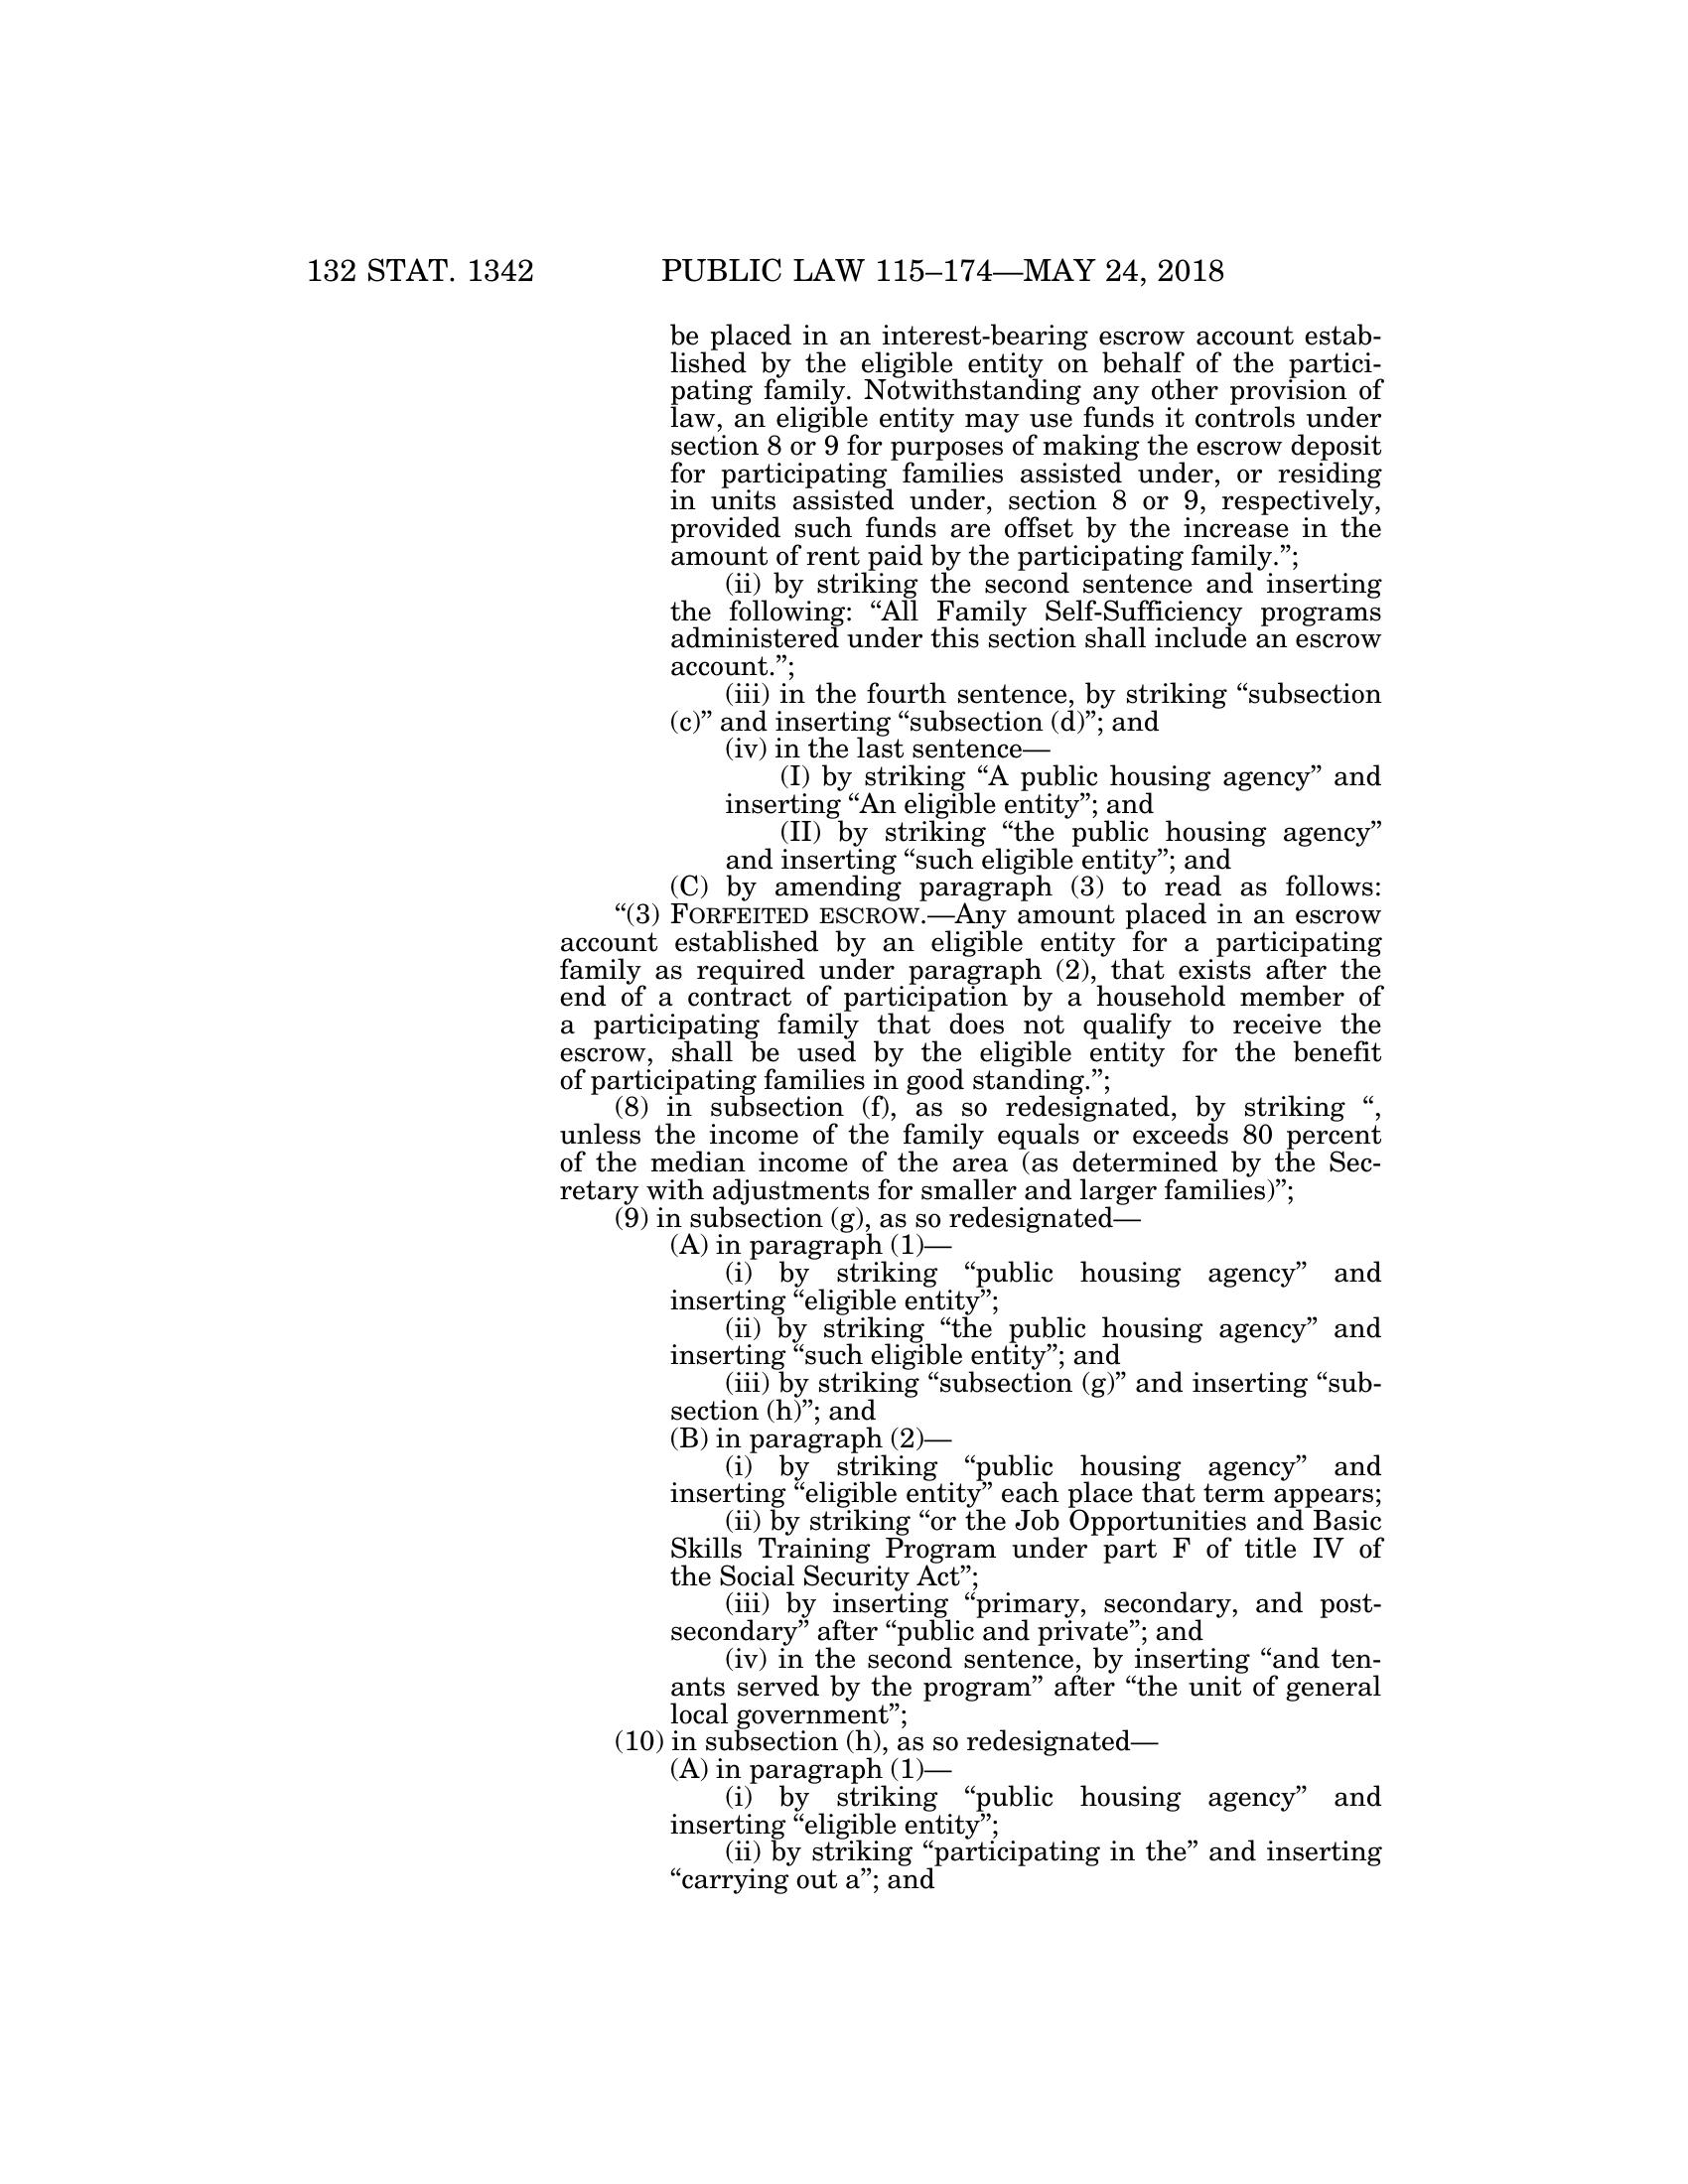 132 STAT. 1342 PUBLIC LAW 115–174—MAY 24, 2018
be placed in an interest-bearing escrow account estab-
lished by the eligible entity on behalf of the partici-
pating family. Notwithstanding any other provision of
law, an eligible entity may use funds it controls under
section 8 or 9 for purposes of making the escrow deposit
for participating families assisted under, or residing
in units assisted under, section 8 or 9, respectively,
provided such funds are offset by the increase in the
amount of rent paid by the participating family.”;
(ii) by striking the second sentence and inserting
the following: “All Family Self-Sufficiency programs
administered under this section shall include an escrow
account.”;
(iii) in the fourth sentence, by striking “subsection
(c)” and inserting “subsection (d)”; and
(iv) in the last sentence—
(I) by striking “A public housing agency” and
inserting “An eligible entity”; and
(II) by striking “the public housing agency”
and inserting “such eligible entity”; and
(C) by amending paragraph (3) to read as follows:
“(3) FORFEITED ESCROW.—Any amount placed in an escrow
account established by an eligible entity for a participating
family as required under paragraph (2), that exists after the
end of a contract of participation by a household member of
a participating family that does not qualify to receive the
escrow, shall be used by the eligible entity for the benefit
of participating families in good standing.”;
(8) in subsection (f), as so redesignated, by striking “,
unless the income of the family equals or exceeds 80 percent
of the median income of the area (as determined by the Sec-
retary with adjustments for smaller and larger families)”;
(9) in subsection (g), as so redesignated—
(A) in paragraph (1)—
(i) by striking “public housing agency” and
inserting “eligible entity”;
(ii) by striking “the public housing agency” and
inserting “such eligible entity”; and
(iii) by striking “subsection (g)” and inserting “sub-
section (h)”; and
(B) in paragraph (2)—
(i) by striking “public housing agency” and
inserting “eligible entity” each place that term appears;
(ii) by striking “or the Job Opportunities and Basic
Skills Training Program under part F of title IV of
the Social Security Act”;
(iii) by inserting “primary, secondary, and post-
secondary” after “public and private”; and
(iv) in the second sentence, by inserting “and ten-
ants served by the program” after “the unit of general
local government”;
(10) in subsection (h), as so redesignated—
(A) in paragraph (1)—
(i) by striking “public housing agency” and
inserting “eligible entity”;
(ii) by striking “participating in the” and inserting
“carrying out a”; and